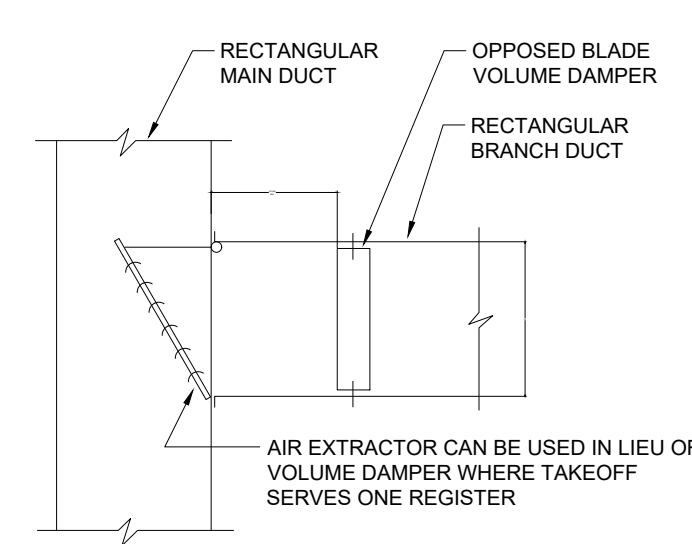 RECTANGULAR
MAIN DUCT
OPPOSED BLADE
VOLUME DAMPER
RECTANGULAR
BRANCH DUCT
AIR EXTRACTOR CAN BE USED IN LIEU OF
VOLUME DAMPER WHERE TAKEOFF
SERVES ONE REGISTER